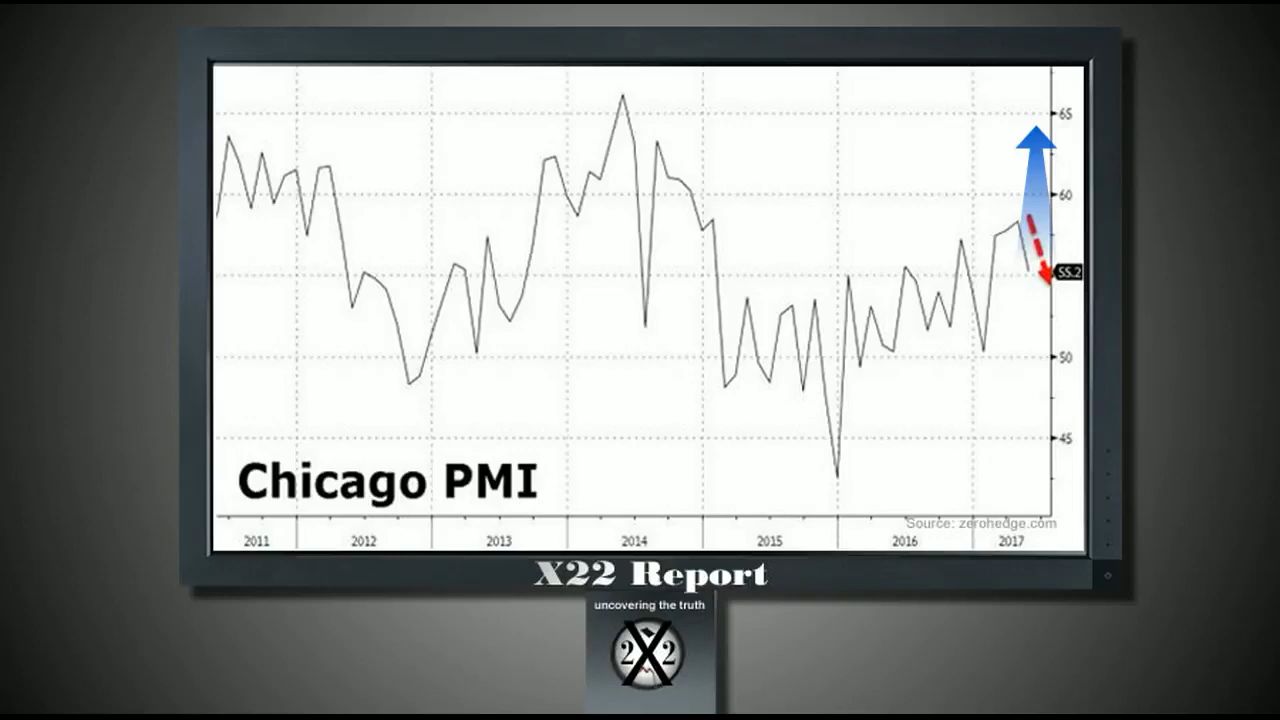 65
60
55.2
50
45
Chicago PMI
Source: zerohedge.com
2011 2012 2013 2014 2015 2016 2017
X22 Report
uncovering the truth
2X2